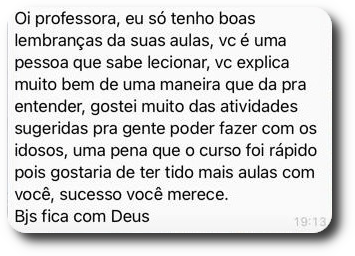 Oi professora, eu só tenho boas
lembranças da suas aulas, vc é uma
pessoa que sabe lecionar, vc explica
muito bem de uma maneira que da pra
entender, gostei muito das atividades
sugeridas pra gente poder fazer com os
idosos, uma pena que o curso foi rápido
pois gostaria de ter tido mais aulas com
você, sucesso você merece.
Bjs fica com Deus
19:13